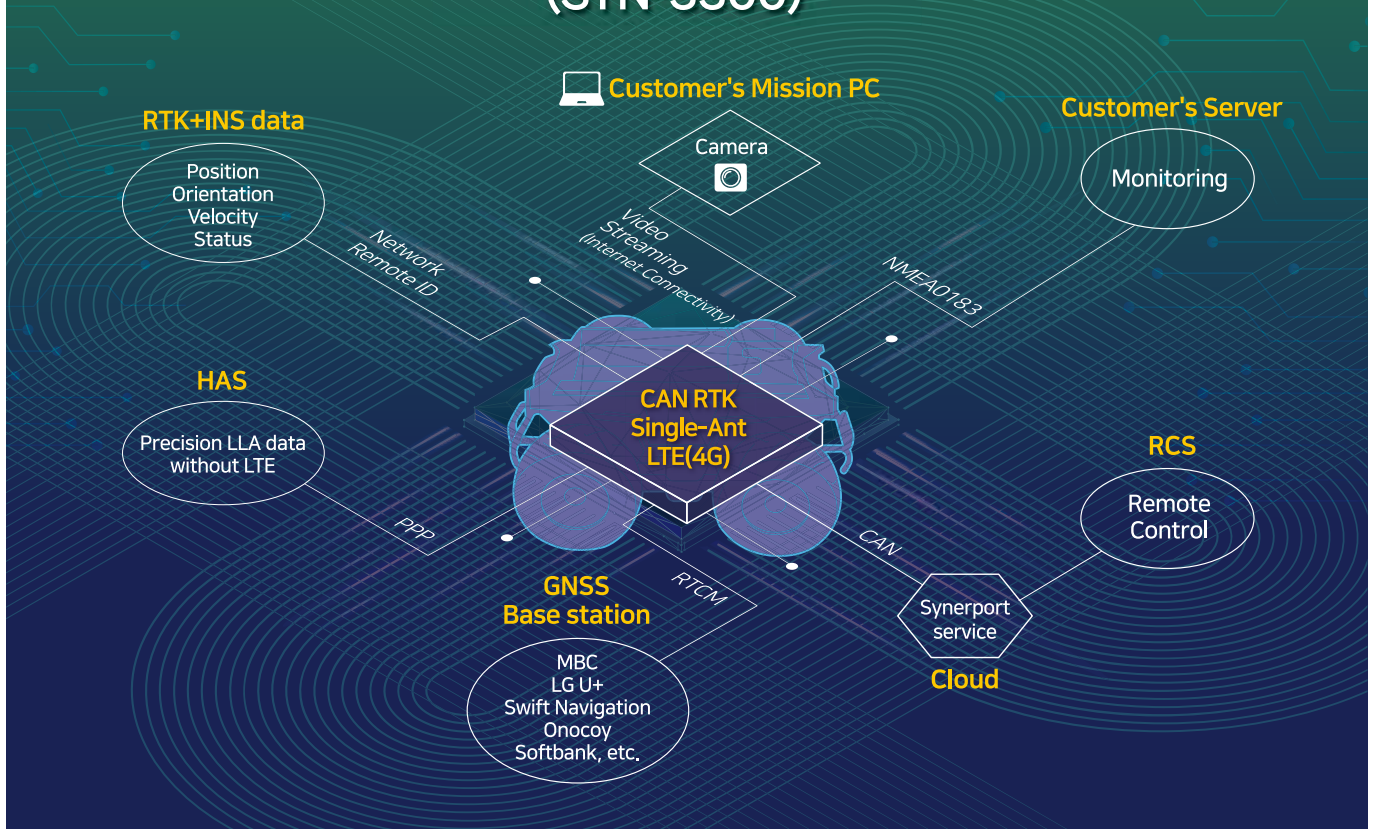 Customer's Mission PC
Camera
Customer's Server
Monitoring
RTK+INS data
Position
Orientation
Velocity
Status
Network
Remote ID
Video
Streaming
(Internet Connectivity)
NMEA0183
HAS
Precision LLA data
without LTE
PPP
CAN RTK
Single-Ant
LTE(4G)
RCS
Remote
Control
CAN
Synerport
service
Cloud
RTCM
GNSS
Base station
MBC
LG U+
Swift Navigation
Onocoy
Softbank, etc.